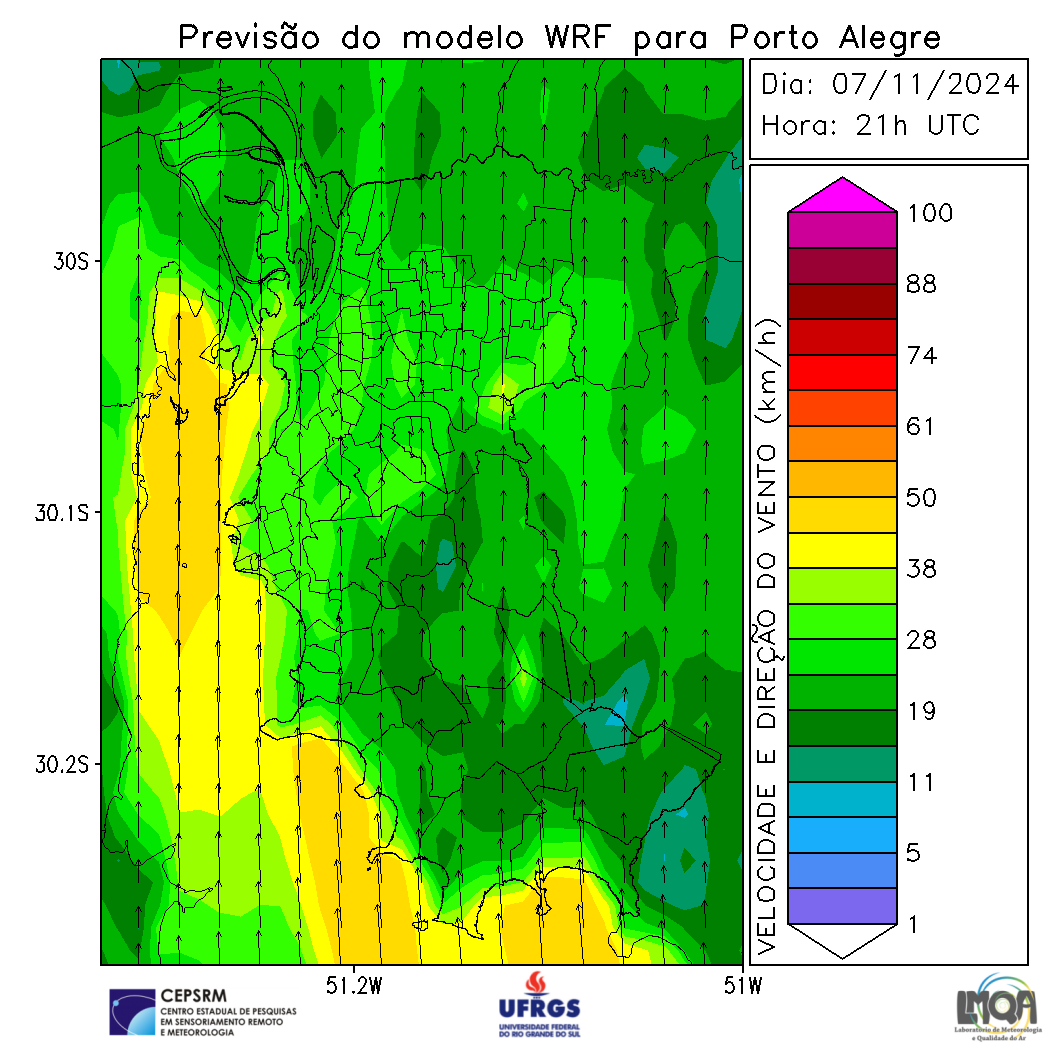 Previsão do modelo WRF para Porto Alegre
Dia: 07/11/2024
Hora: 21h UTC
30S
30.1S
30.2S
51.2W
51W
VELOCIDADE E DIREÇÃO DO VENTO (km/h)
100
88
74
61
50
38
28
19
11
5
1
CEPSRM
CENTRO ESTADUAL DE PESQUISAS
EM SENSORIAMENTO REMOTO
E METEOROLOGIA
UFRGS
UNIVERSIDADE FEDERAL
DO RIO GRANDE DO SUL
LMQA
Laboratório de Meteorologia
e Qualidade do Ar